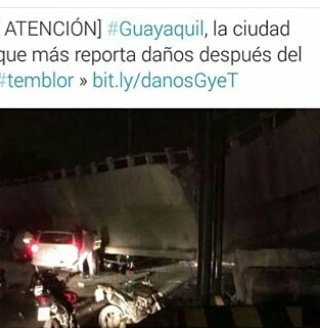 [ ATENCIÓN] #Guayaquil, la ciudad
que más reporta daños después del
#temblor » bit.ly/danosGyeT